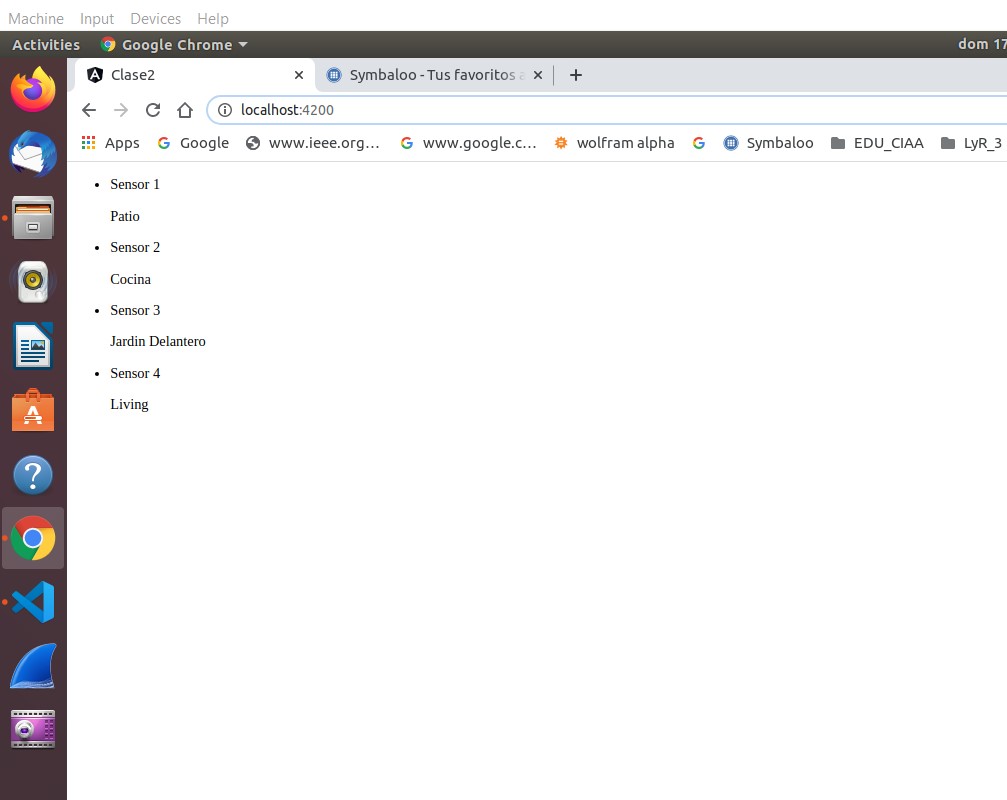 Machine Input Devices Help
Activities Google Chrome dom 17
Clase2 Symbaloo - Tus favoritos a
localhost:4200
Apps Google www.ieee.org... www.google.c... wolfram alpha Symbaloo EDU_CIAA LyR_3
Sensor 1
Patio
Sensor 2
Cocina
Sensor 3
Jardin Delantero
Sensor 4
Living